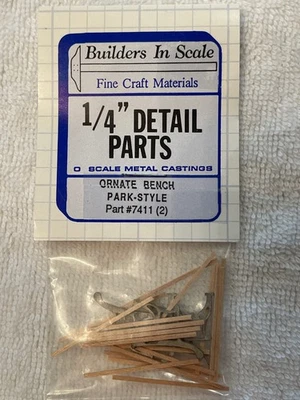 Builders In Scale
Fine Craft Materials
1/4" DETAIL
PARTS
O SCALE METAL CASTINGS
ORNATE BENCH
PARK-STYLE
Part #7411 (2)